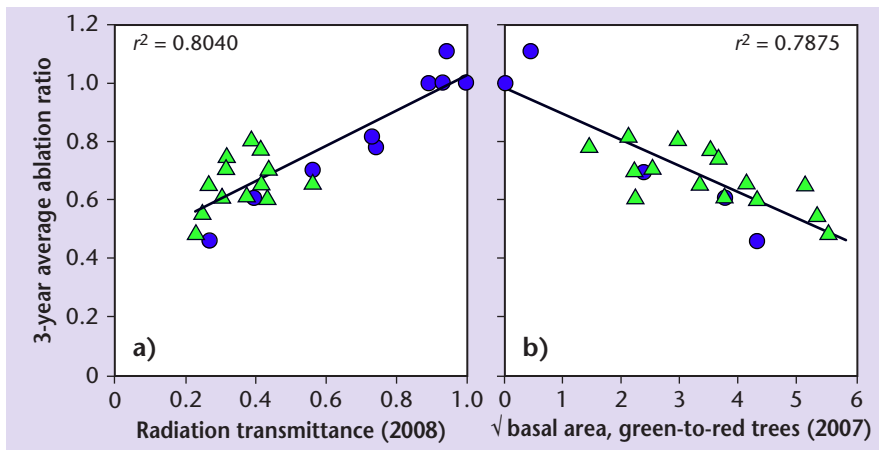 3-year average ablation ratio
1.2
1.0
0.8
0.6
0.4
0.2
0
r² = 0.8040
a)
0 0.2 0.4 0.6 0.8 1.0
Radiation transmittance (2008)
r² = 0.7875
b)
0 1 2 3 4 5 6
√ basal area, green-to-red trees (2007)